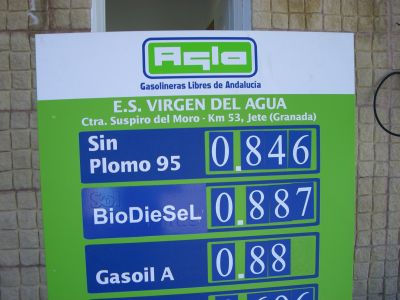 Agla
Gasolineras Libres de Andalucía
E.S. VIRGEN DEL AGUA
Ctra. Suspiro del Moro - Km 53, Jete (Granada)
Sin
Plomo 95
0.846
BioDieSeL
0.887
Gasoil A
0.88